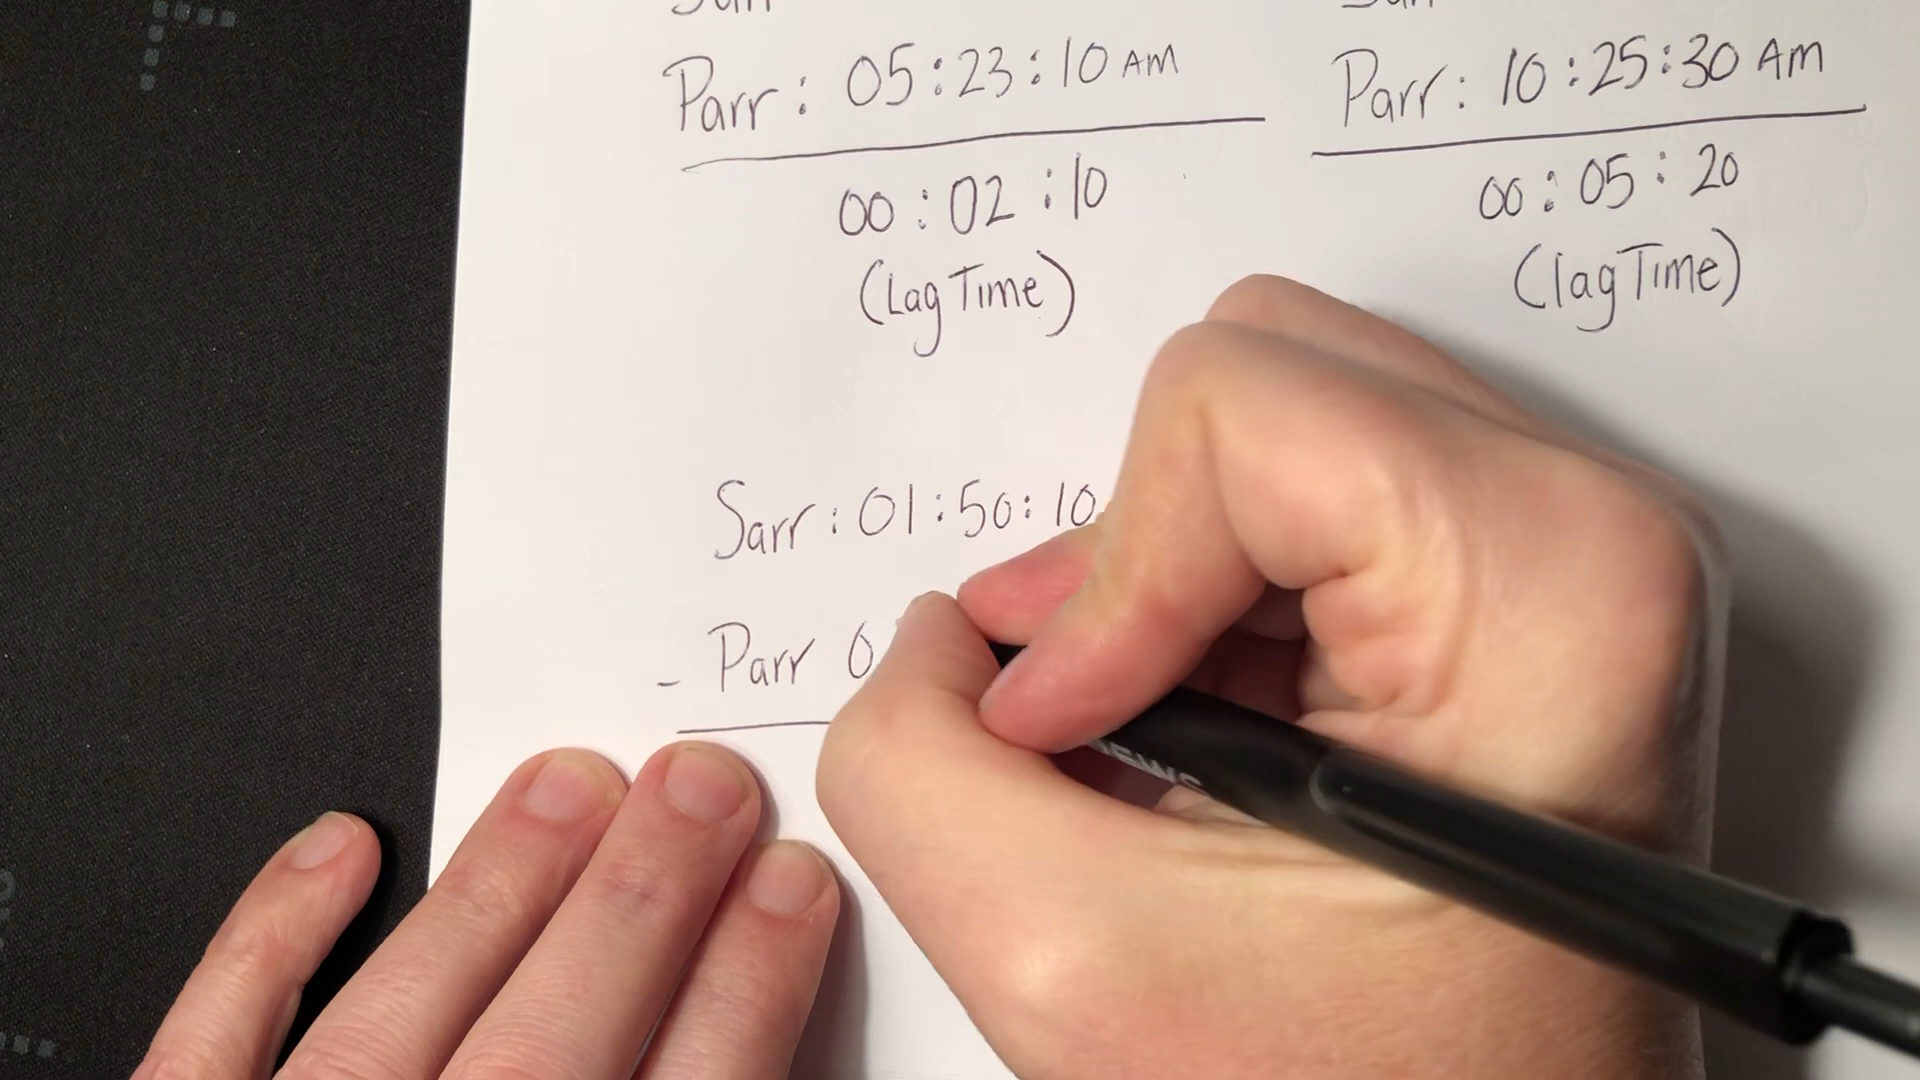 Parr: 05:23:10 AM
00:02:10
(Lag Time)
Parr: 10:25:30 AM
00:05:20
(lag Time)
Sarr: 01:50:10
- Parr 0